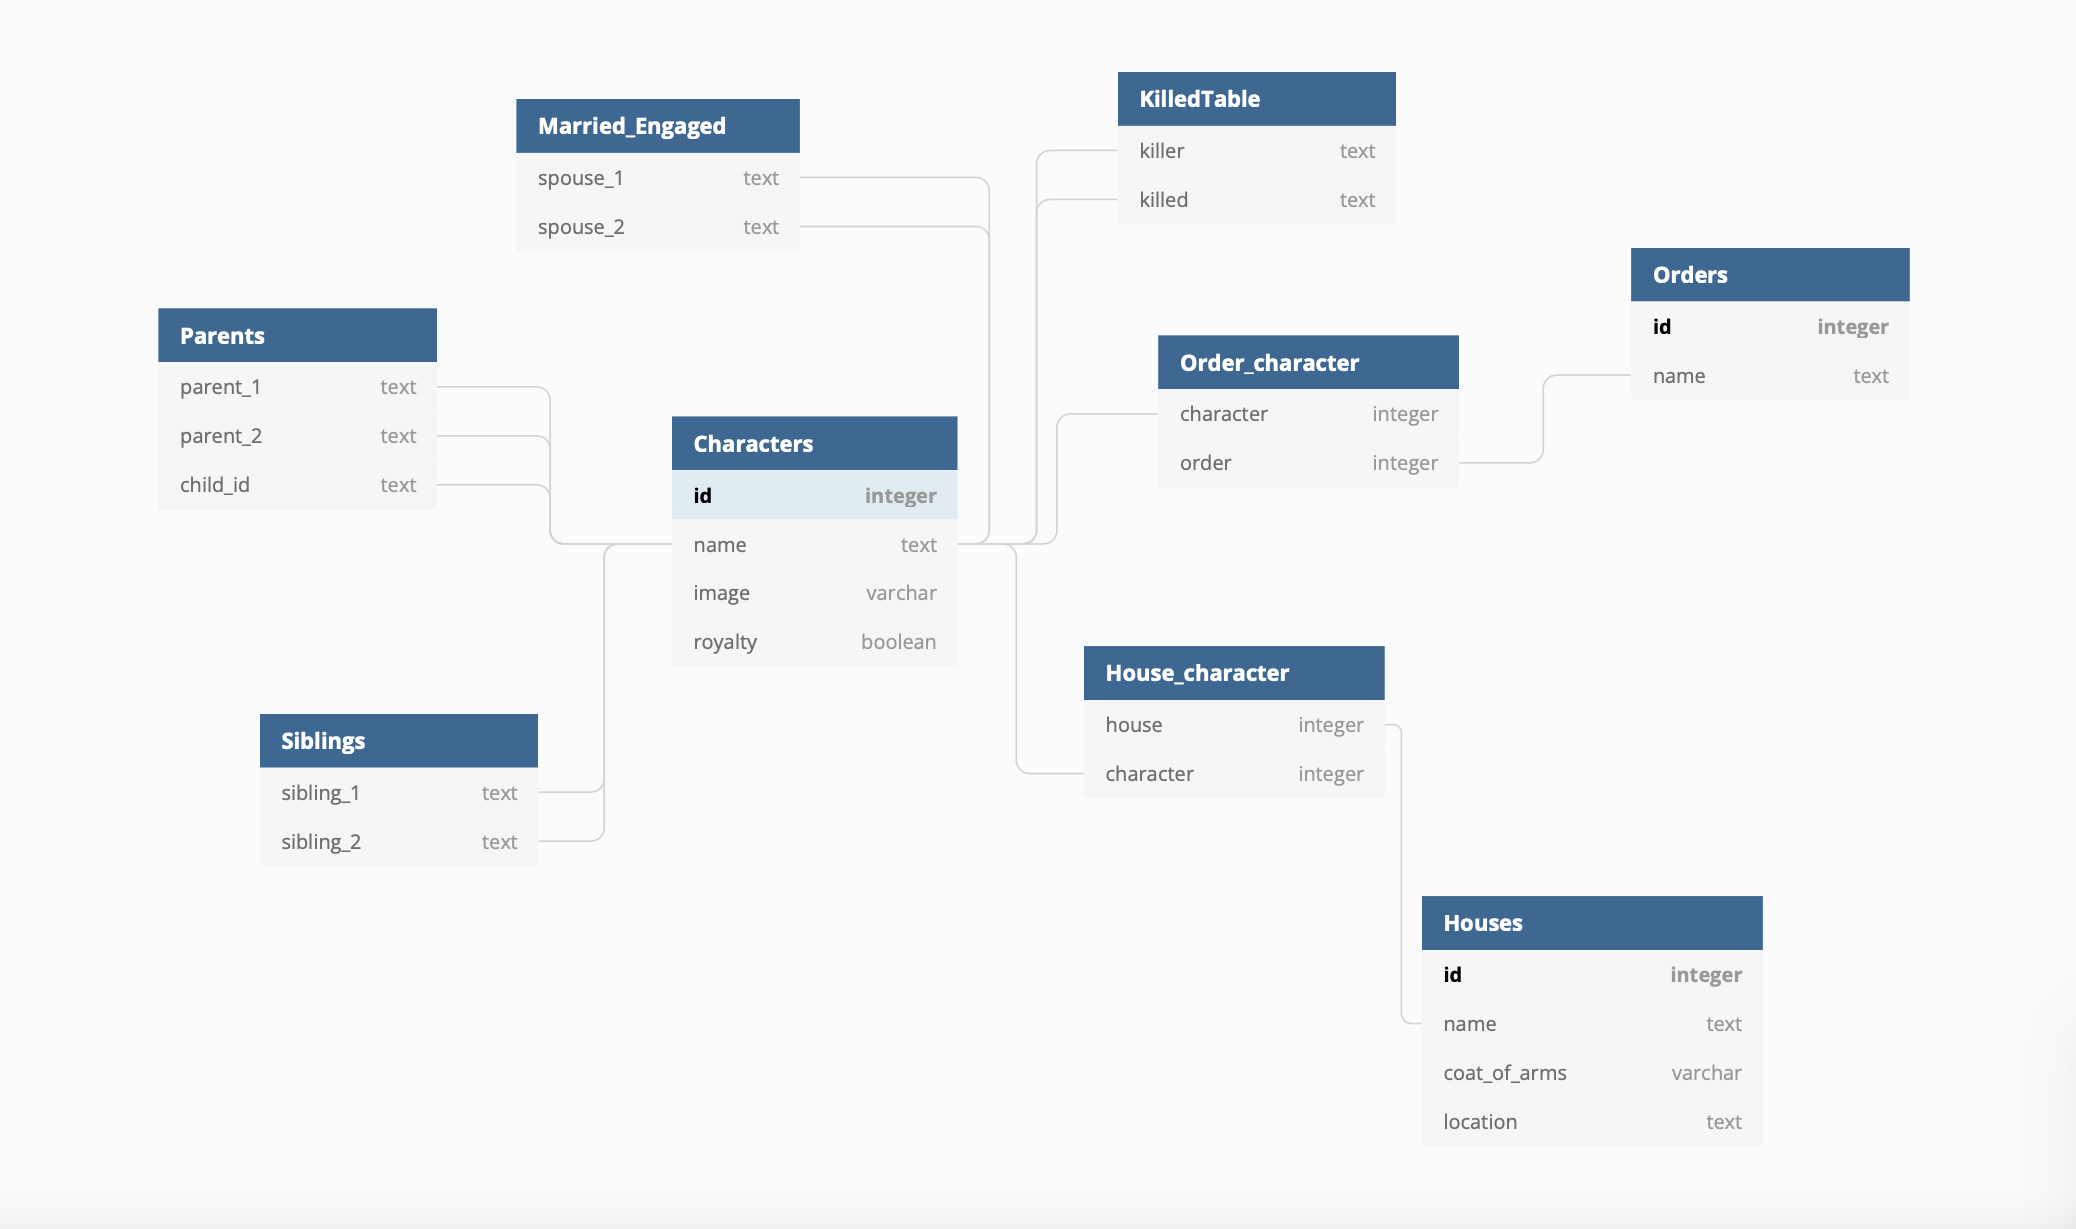 Married_Engaged
spouse_1 text
spouse_2 text
KilledTable
killer text
killed text
Orders
id integer
name text
Parents
parent_1 text
parent_2 text
child_id text
Order_character
character integer
order integer
Characters
id integer
name text
image varchar
royalty boolean
House_character
house integer
character integer
Siblings
sibling_1 text
sibling_2 text
Houses
id integer
name text
coat_of_arms varchar
location text